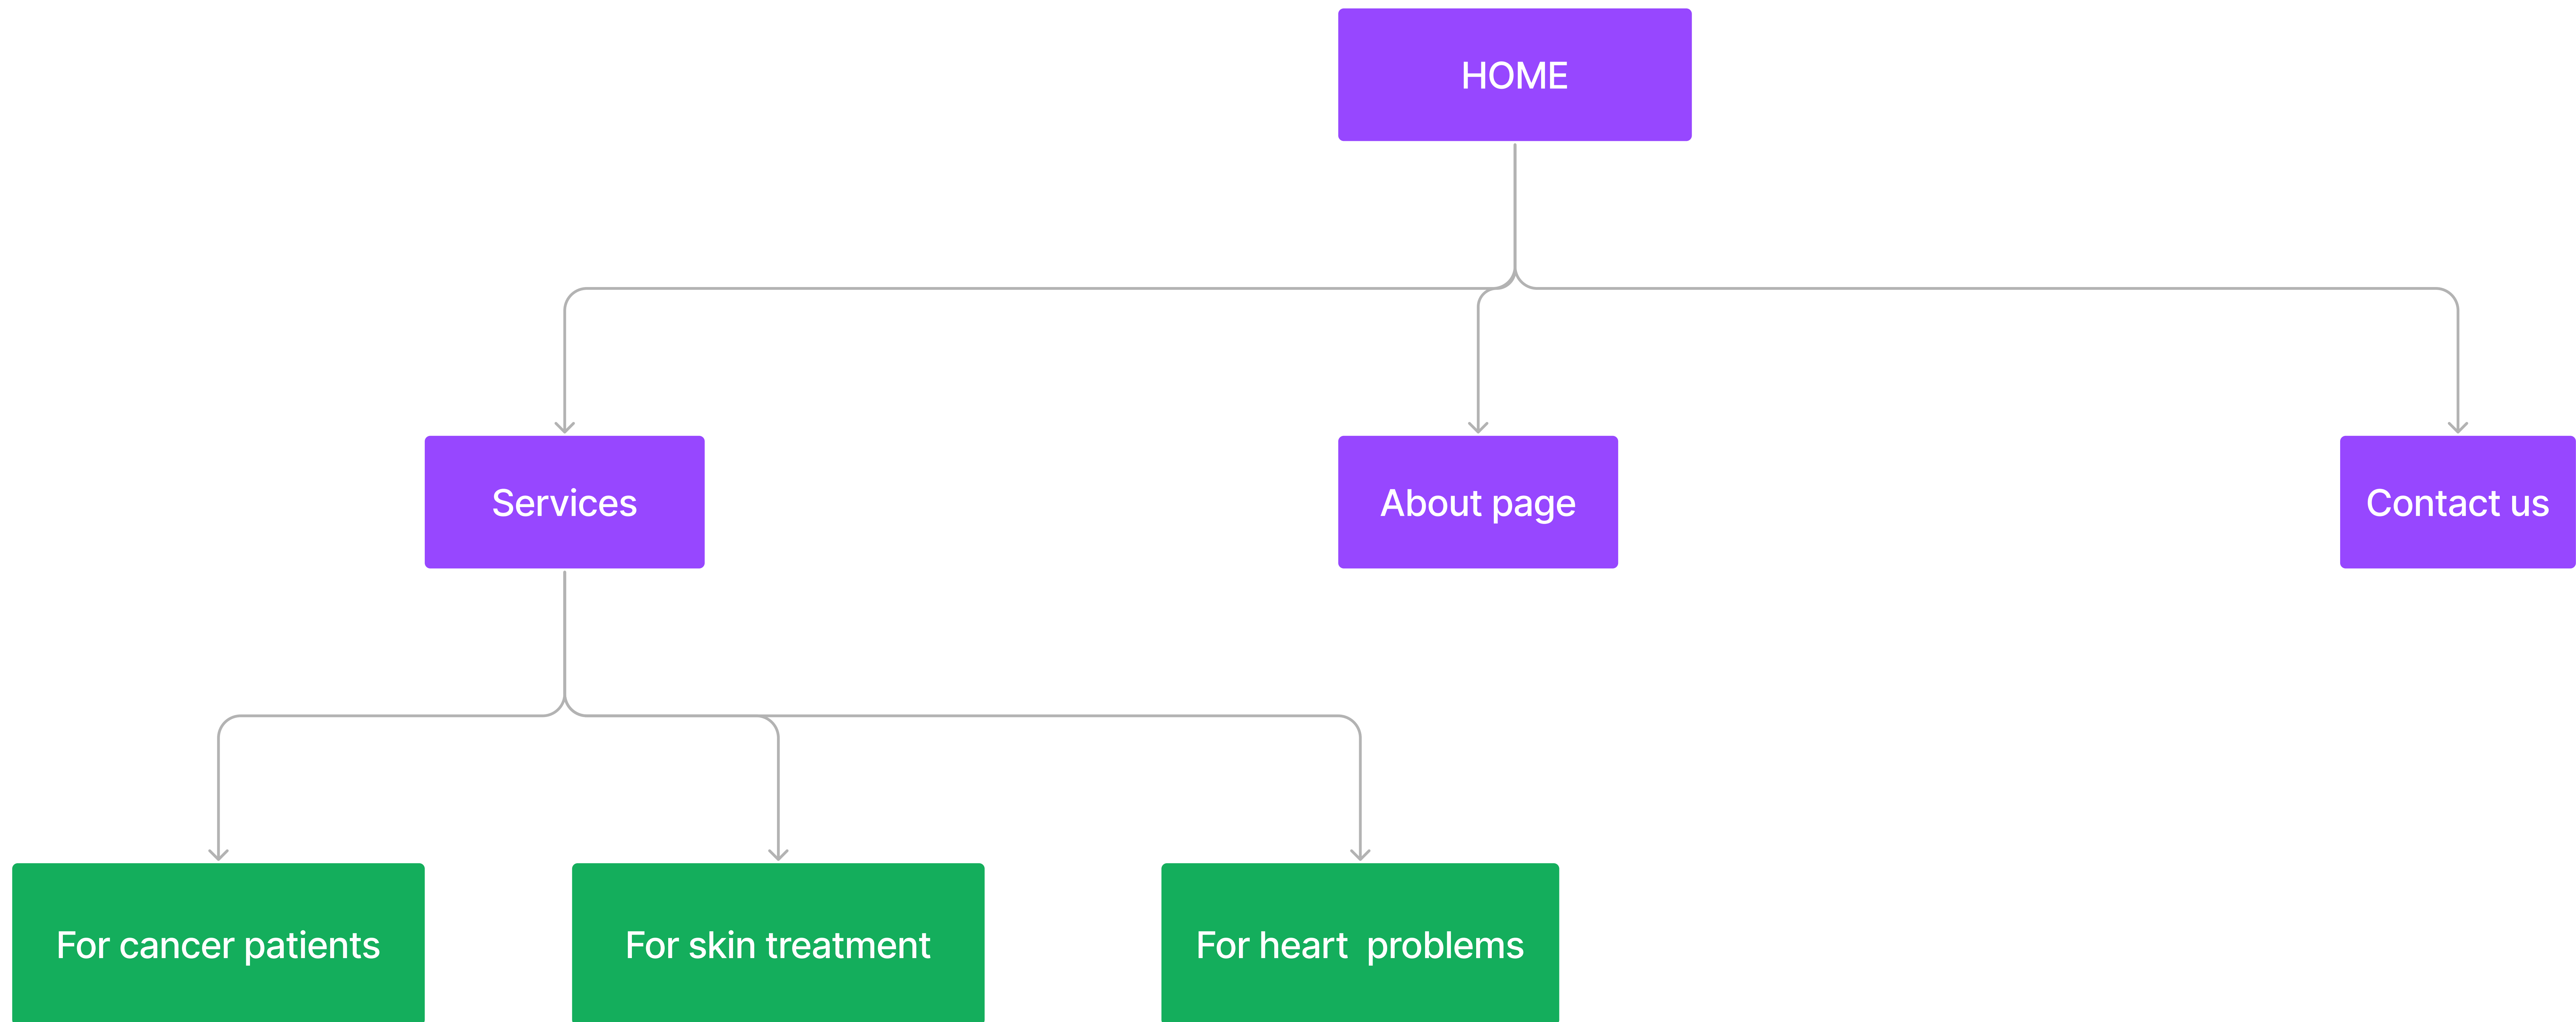 HOME
Services
About page
Contact us
For cancer patients
For skin treatment
For heart  problems